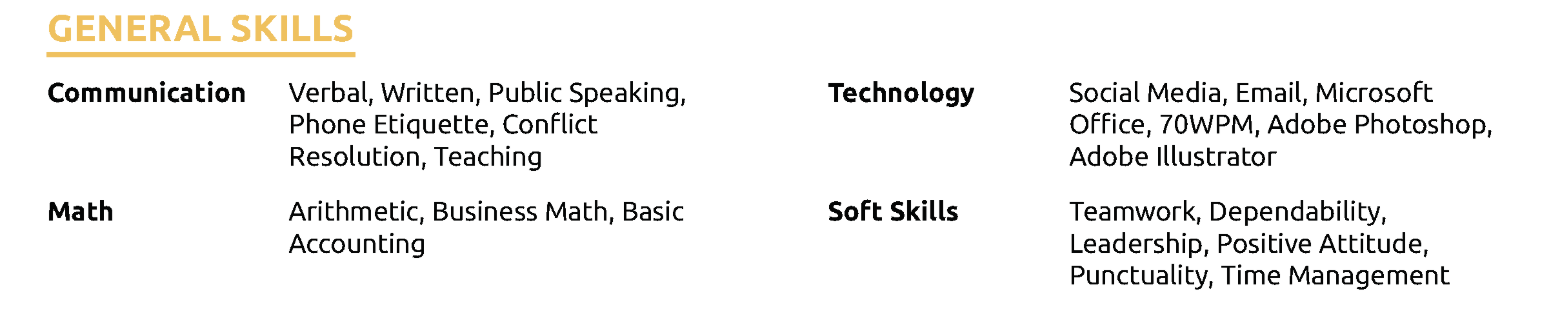 GENERAL SKILLS
Communication Verbal, Written, Public Speaking,
Phone Etiquette, Conflict
Resolution, Teaching
Math Arithmetic, Business Math, Basic
Accounting
Technology Social Media, Email, Microsoft
Office, 70WPM, Adobe Photoshop,
Adobe Illustrator
Soft Skills Teamwork, Dependability,
Leadership, Positive Attitude,
Punctuality, Time Management